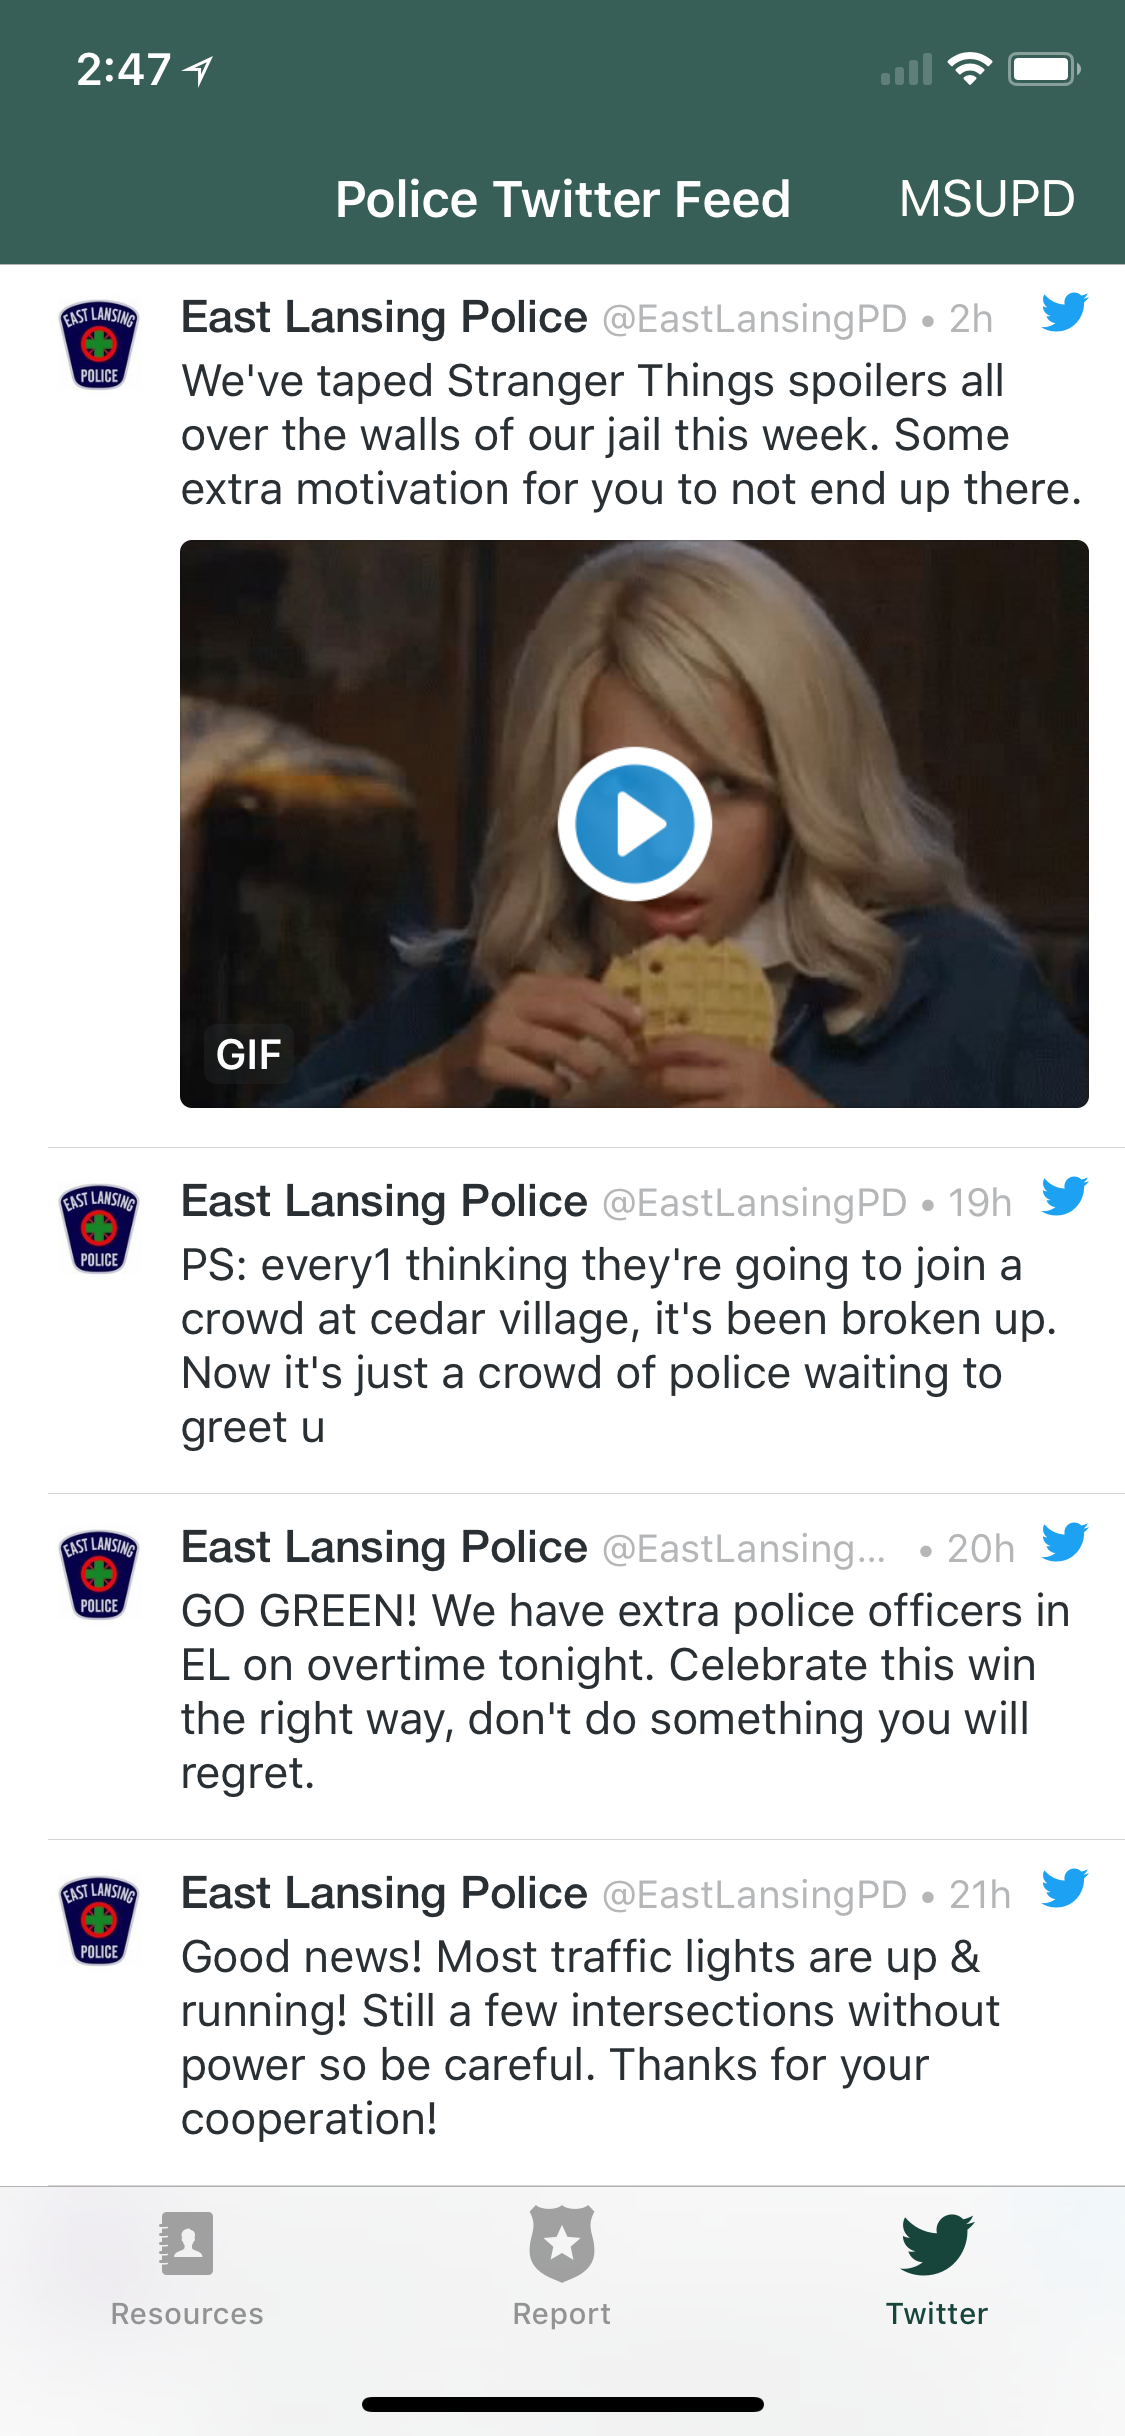 2:47
Police Twitter Feed
MSUPD
EAST LANSING
POLICE
East Lansing Police @EastLansingPD • 2h
We've taped Stranger Things spoilers all
over the walls of our jail this week. Some
extra motivation for you to not end up there.
GIF
EAST LANSING
POLICE
East Lansing Police @EastLansingPD • 19h
PS: every1 thinking they're going to join a
crowd at cedar village, it's been broken up.
Now it's just a crowd of police waiting to
greet u
EAST LANSING
POLICE
East Lansing Police @EastLansing... • 20h
GO GREEN! We have extra police officers in
EL on overtime tonight. Celebrate this win
the right way, don't do something you will
regret.
EAST LANSING
POLICE
East Lansing Police @EastLansingPD • 21h
Good news! Most traffic lights are up &
running! Still a few intersections without
power so be careful. Thanks for your
cooperation!
Resources
Report
Twitter